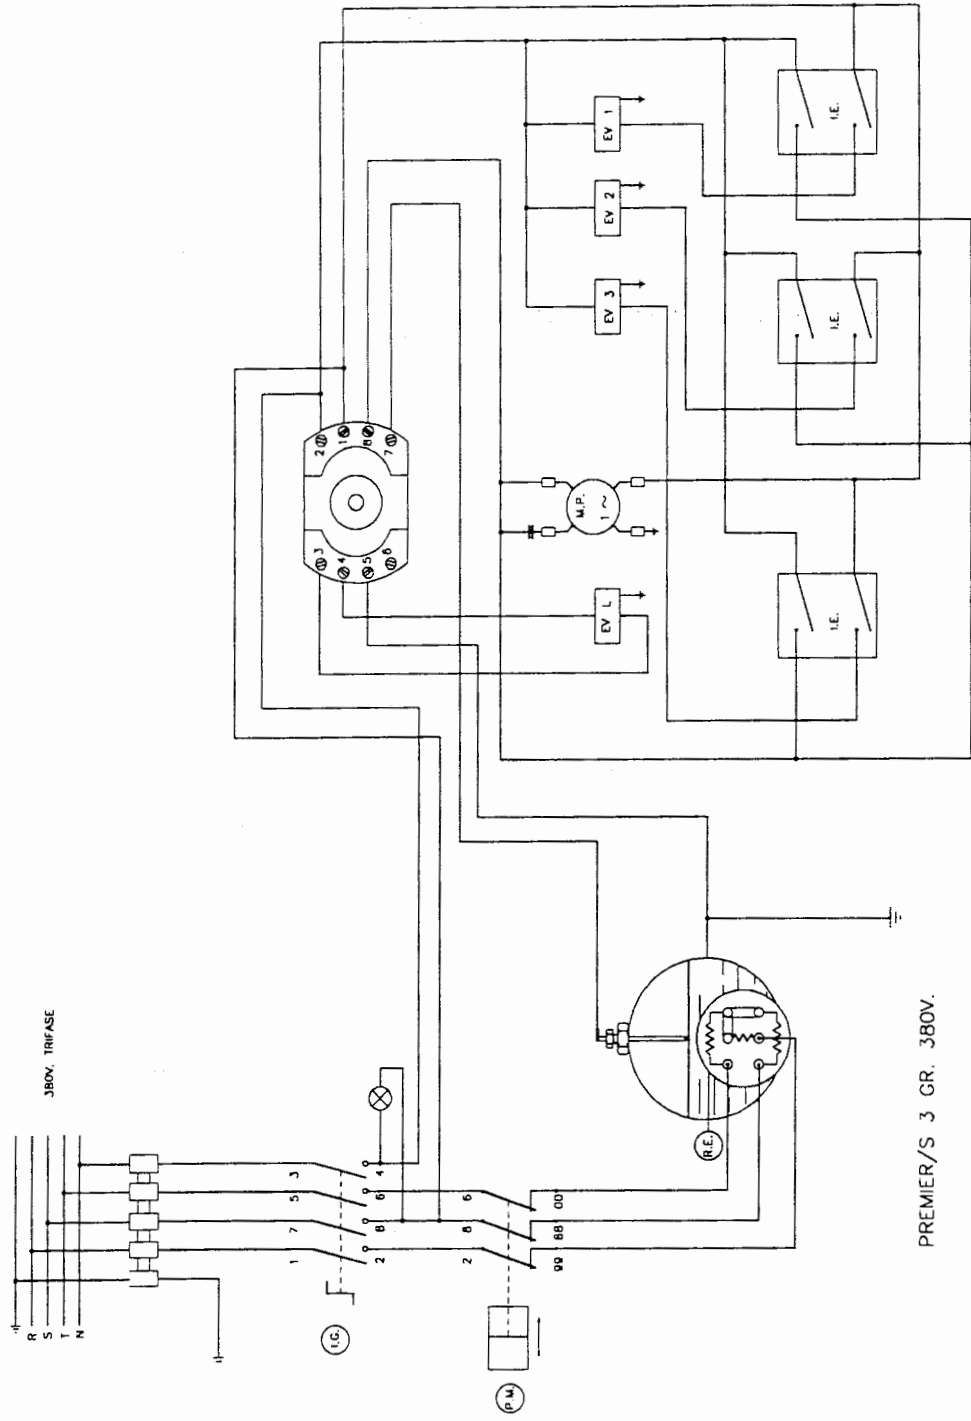 380V. TRIFASE
R
S
T
N
1
7
5
3
2
8
6
4
I.G.
2
8
6
99
88
00
P.M.
R.E.
3
4
5
6
2
1
8
7
EV L
M.P.
1 ~
EV 3
EV 2
EV 1
I.E.
I.E.
I.E.
PREMIER/S 3 GR. 380V.